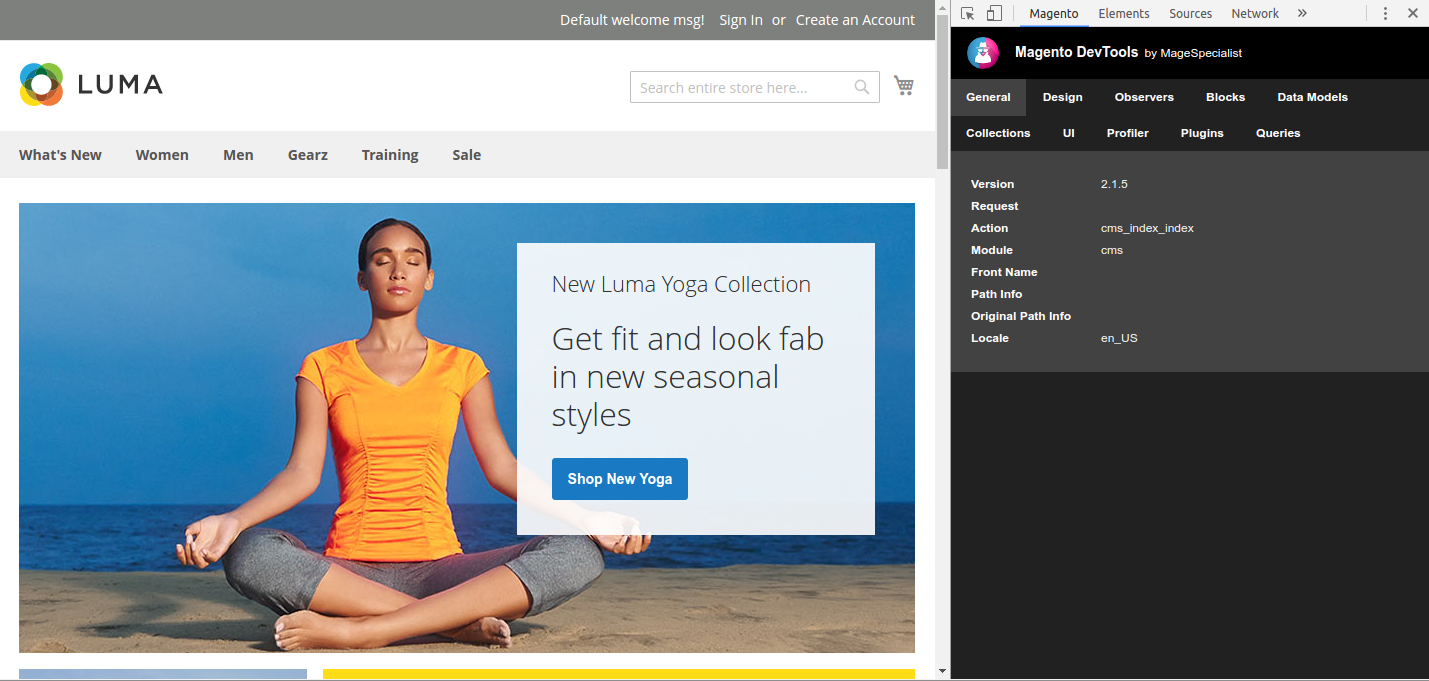 Default welcome msg! Sign In or Create an Account
LUMA
Search entire store here...
What's New Women Men Gearz Training Sale
New Luma Yoga Collection
Get fit and look fab
in new seasonal
styles
Shop New Yoga
Magento Elements Sources Network »
Magento DevTools by MageSpecialist
General Design Observers Blocks Data Models
Collections UI Profiler Plugins Queries
Version 2.1.5
Request
Action cms_index_index
Module cms
Front Name
Path Info
Original Path Info
Locale en_US